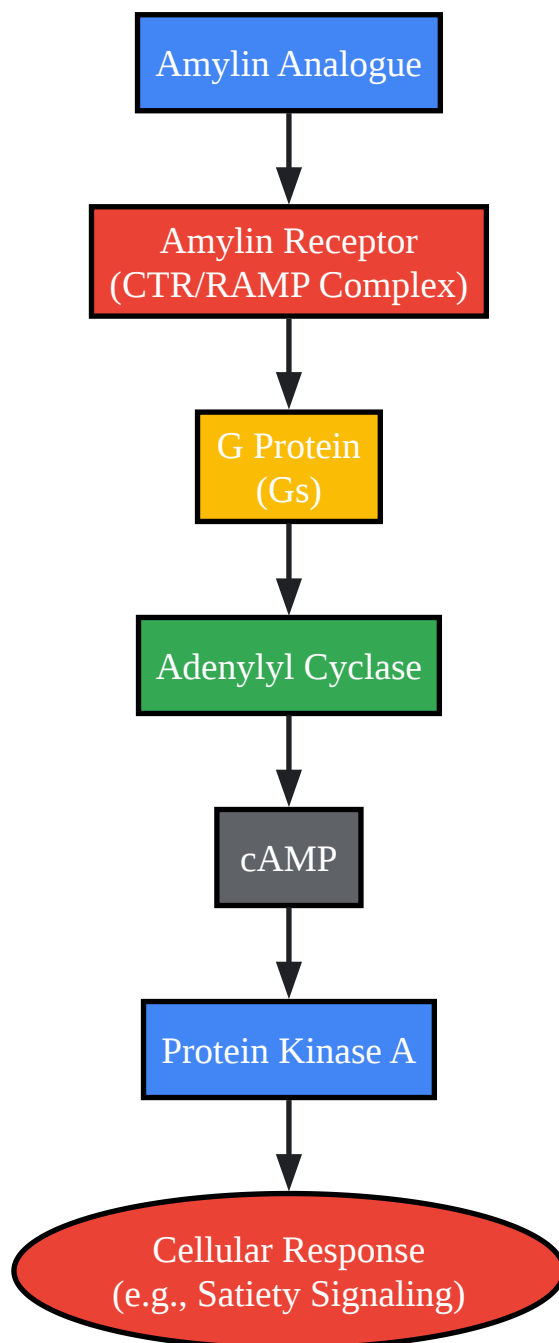 Amylin Analogue
Amylin Receptor
(CTR/RAMP Complex)
G Protein
(Gs)
Adenylyl Cyclase
cAMP
Protein Kinase A
Cellular Response
(e.g., Satiety Signaling)